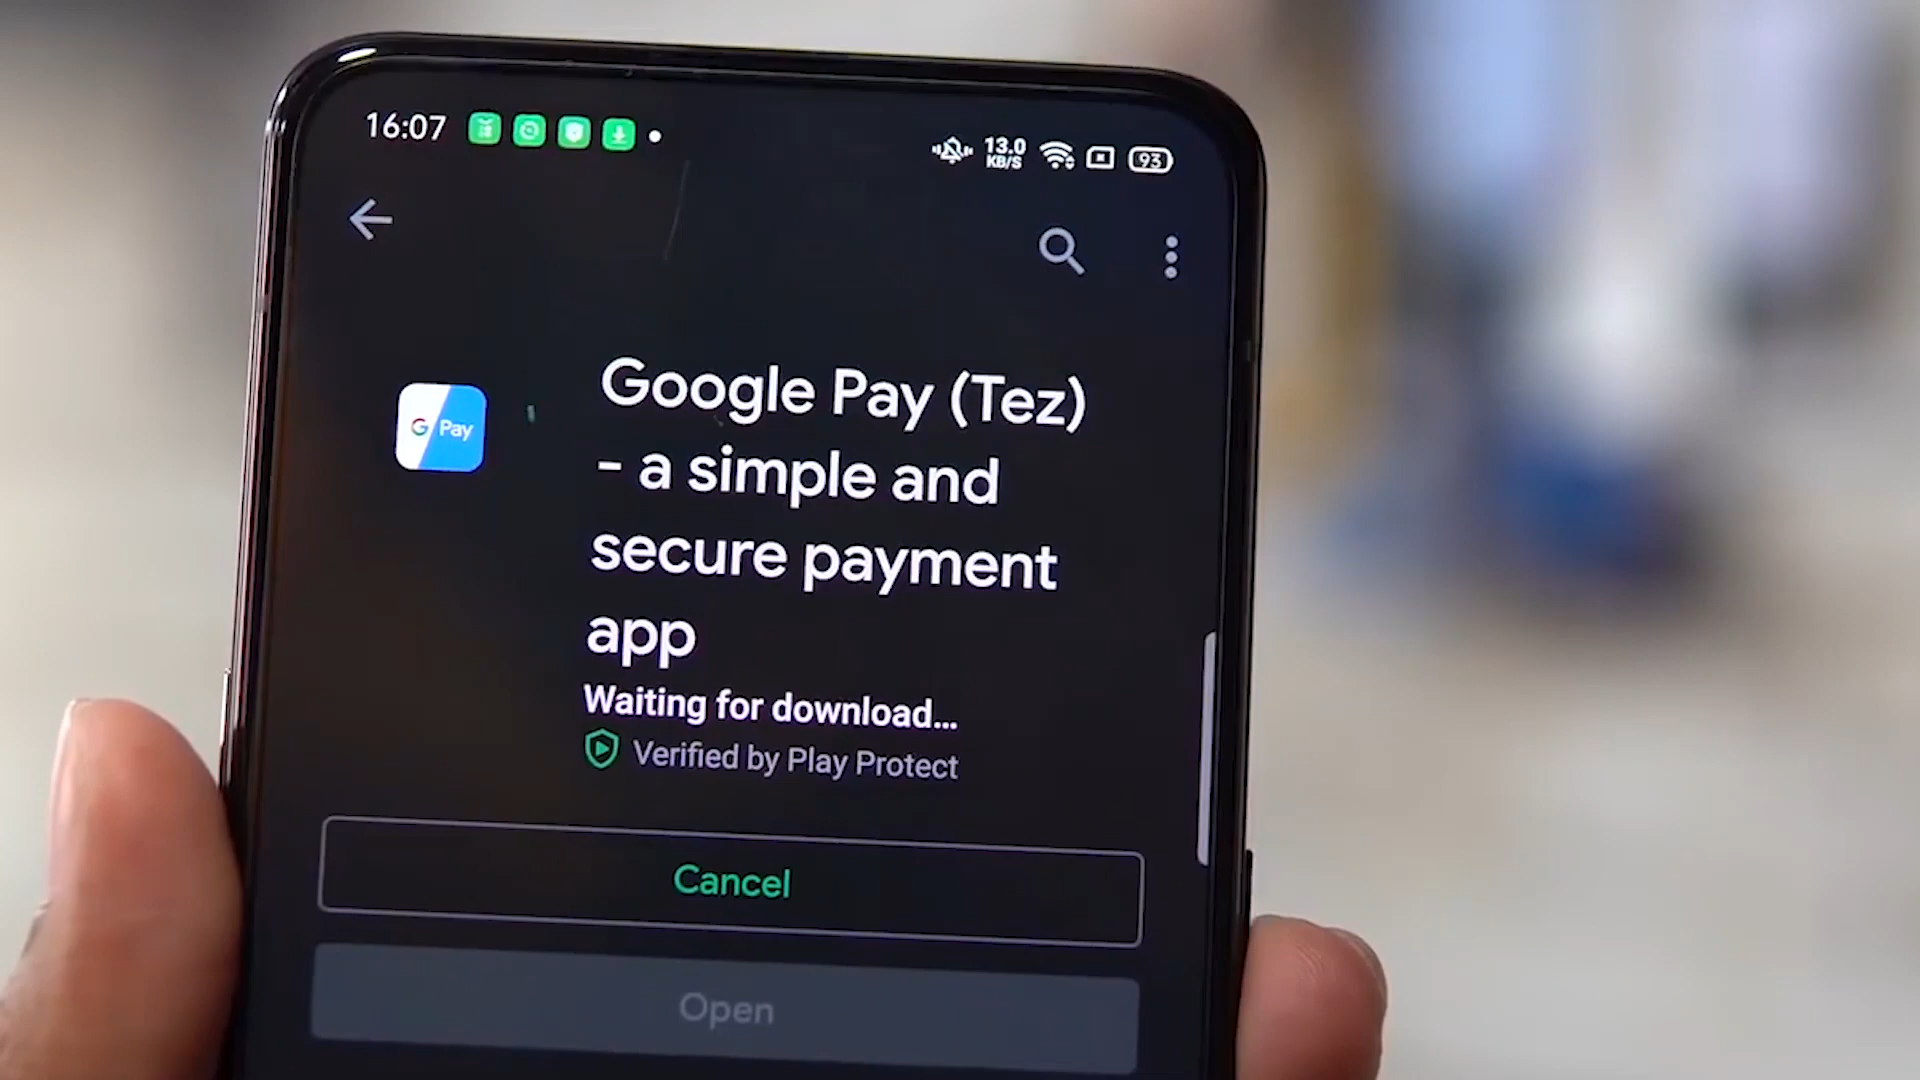 16:07
13.0
KB/S
93
G Pay
Google Pay (Tez)
- a simple and
secure payment
app
Waiting for download...
Verified by Play Protect
Cancel
Open